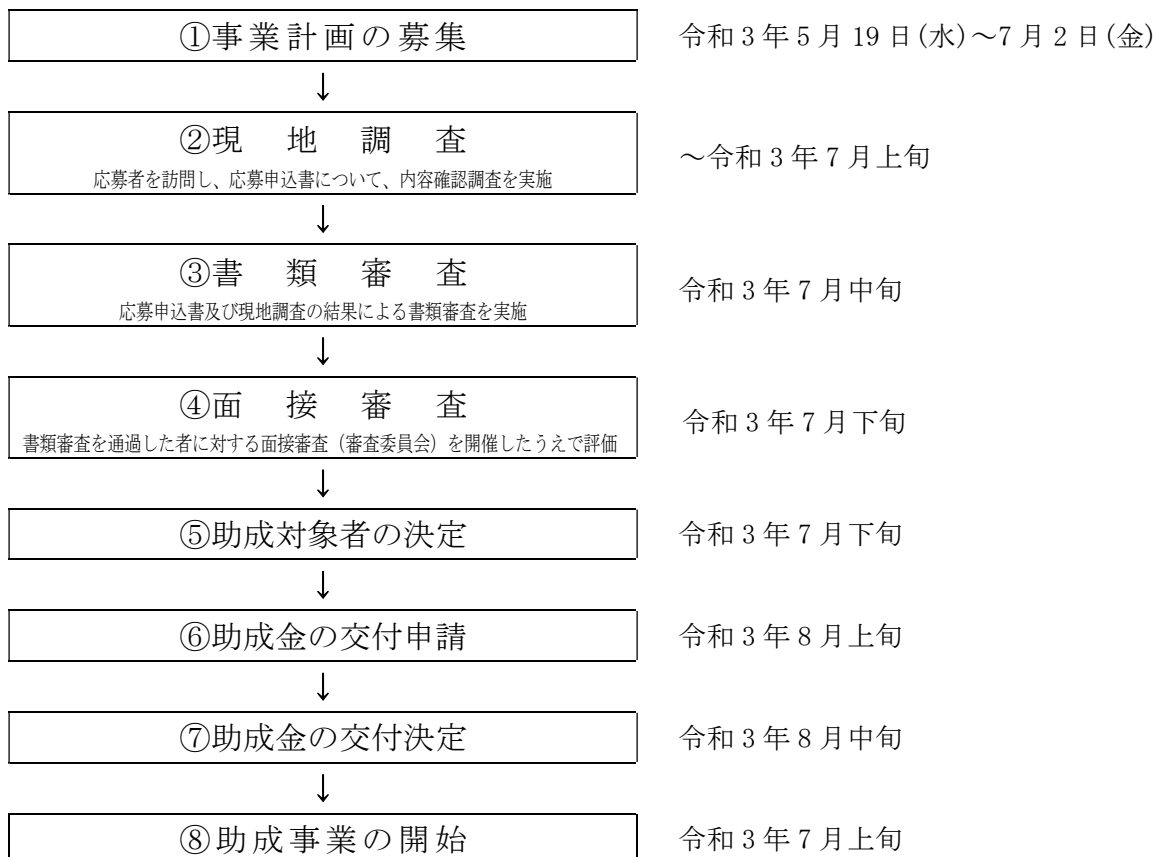 ①事業計画の募集 令和3年5月19日(水)～7月2日(金)
↓
②現地調査 ～令和3年7月上旬
応募者を訪問し、応募申込書について、内容確認調査を実施
↓
③書類審査 令和3年7月中旬
応募申込書及び現地調査の結果による書類審査を実施
↓
④面接審査 令和3年7月下旬
書類審査を通過した者に対する面接審査（審査委員会）を開催したうえで評価
↓
⑤助成対象者の決定 令和3年7月下旬
↓
⑥助成金の交付申請 令和3年8月上旬
↓
⑦助成金の交付決定 令和3年8月中旬
↓
⑧助成事業の開始 令和3年7月上旬